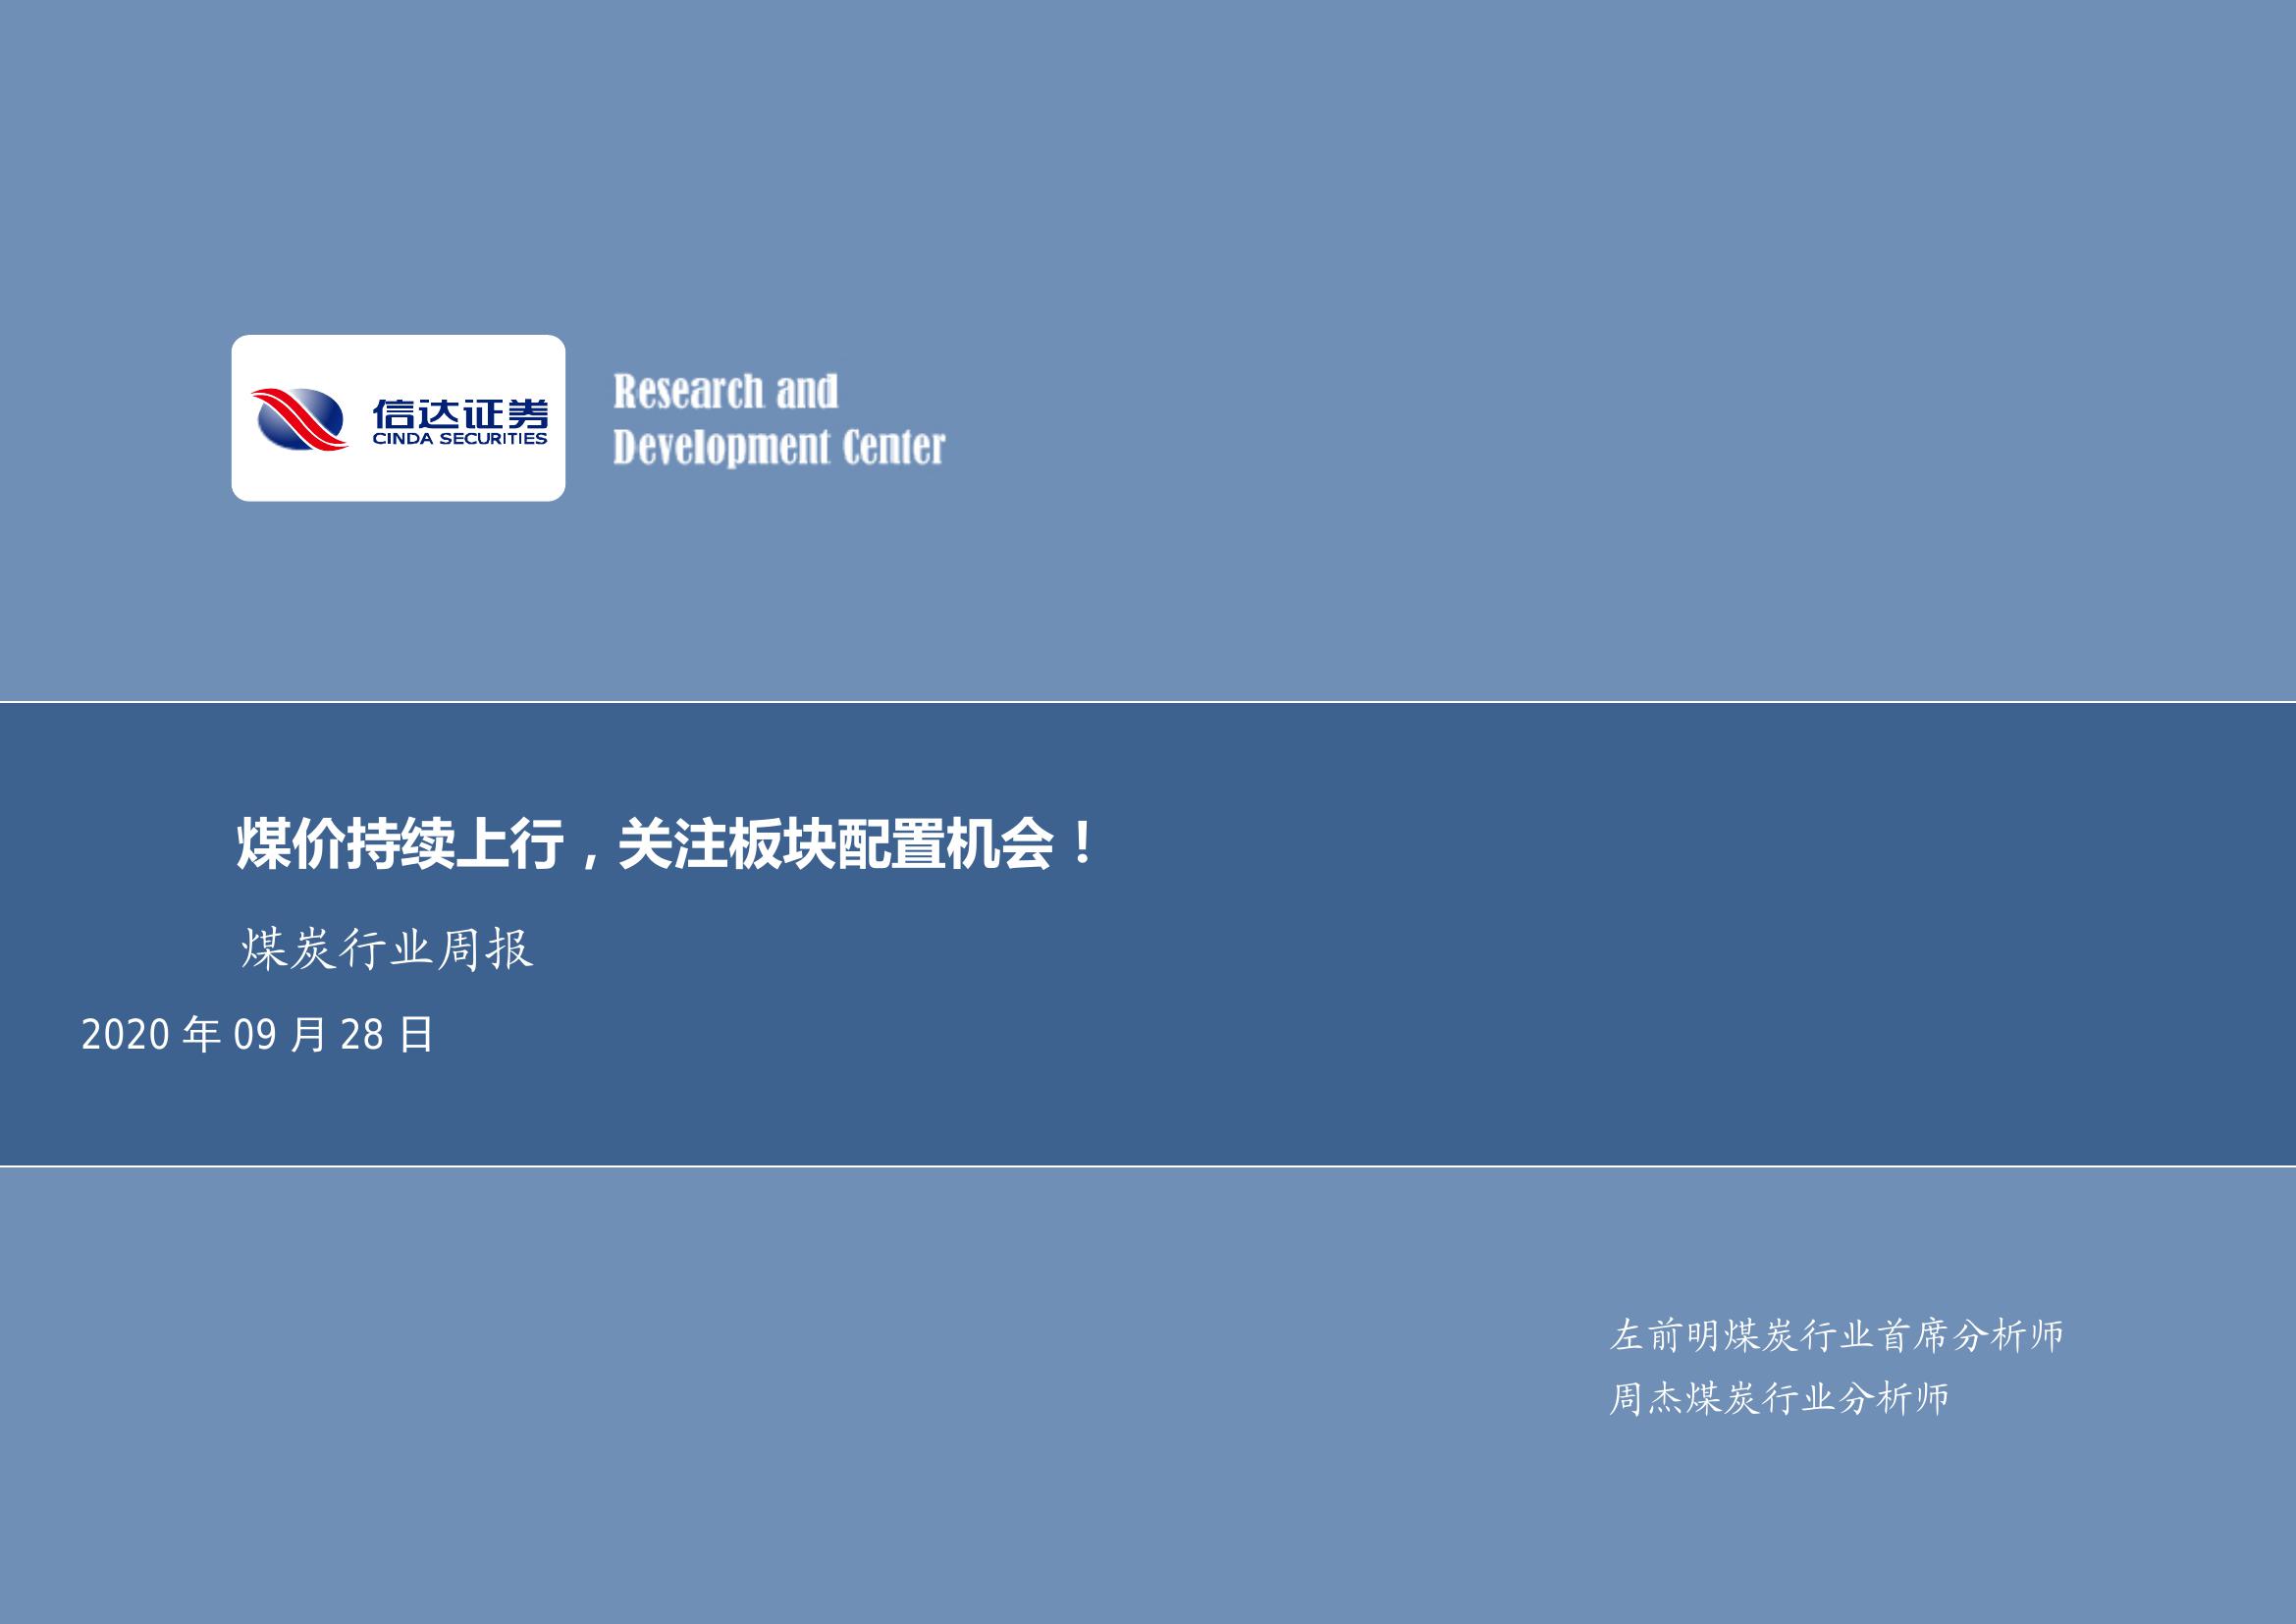 信达证券
CINDA SECURITIES
Research and
Development Center
煤价持续上行，关注板块配置机会！
煤炭行业周报
2020 年 09 月 28 日
左前明煤炭行业首席分析师
周杰煤炭行业分析师